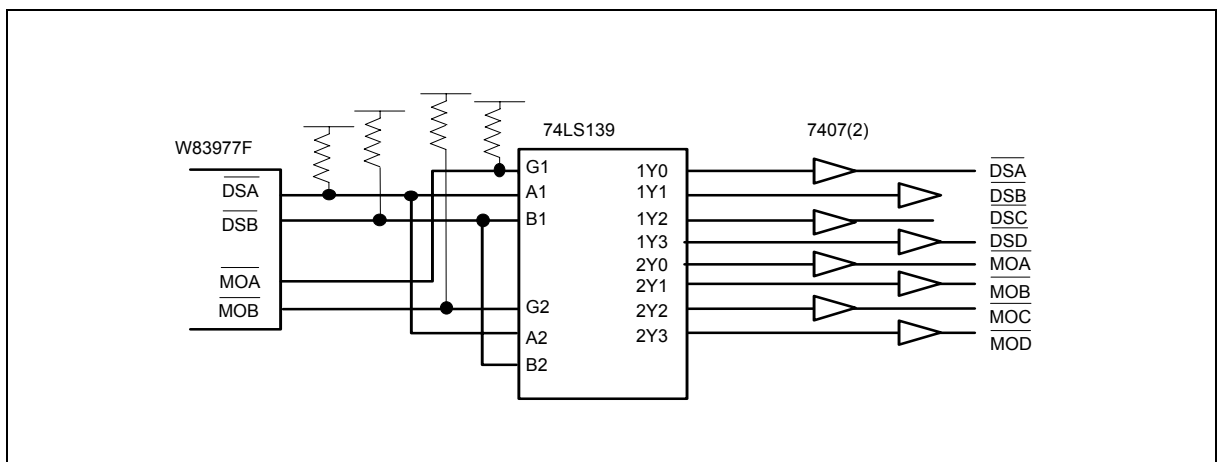 74LS139
7407(2)
W83977F
DSA
DSB
MOA
MOB
G1
A1
B1
G2
A2
B2
1Y0
1Y1
1Y2
1Y3
2Y0
2Y1
2Y2
2Y3
DSA
DSB
DSC
DSD
MOA
MOB
MOC
MOD